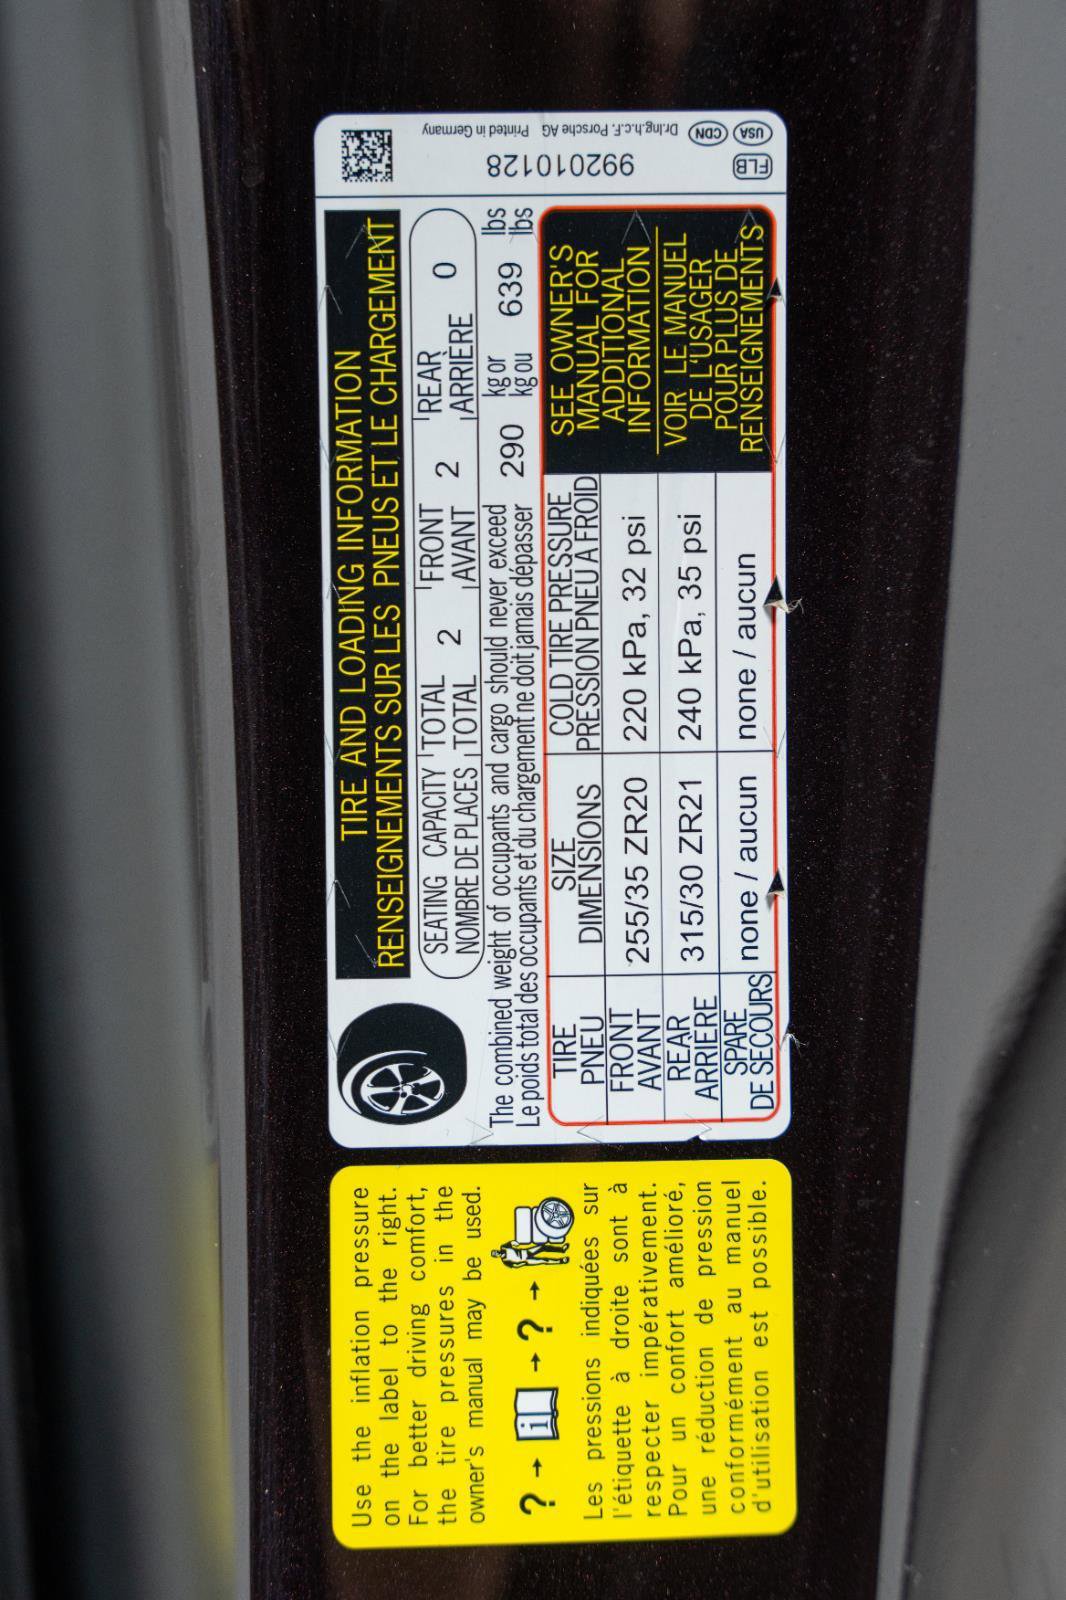 Use the inflation pressure
on the label to the right.
For better driving comfort,
the tire pressures in the
owner's manual may be used.
? → i → ? →
Les pressions indiquées sur
l'étiquette à droite sont à
respecter impérativement.
Pour un confort amélioré,
une réduction de pression
conformément au manuel
d'utilisation est possible.
TIRE AND LOADING INFORMATION
RENSEIGNEMENTS SUR LES PNEUS ET LE CHARGEMENT
SEATING CAPACITY TOTAL 2 FRONT 2 REAR 0
NOMBRE DE PLACES TOTAL AVANT ARRIÈRE
The combined weight of occupants and cargo should never exceed 290 kg or 639 lbs
Le poids total des occupants et du chargement ne doit jamais dépasser kg ou lbs
TIRE SIZE COLD TIRE PRESSURE
PNEU DIMENSIONS PRESSION PNEU A FROID
FRONT 255/35 ZR20 220 kPa, 32 psi
AVANT
REAR 315/30 ZR21 240 kPa, 35 psi
ARRIERE
SPARE none / aucun none / aucun
DE SECOURS
SEE OWNER'S
MANUAL FOR
ADDITIONAL
INFORMATION
VOIR LE MANUEL
DE L'USAGER
POUR PLUS DE
RENSEIGNEMENTS
Dr.Ing.h.c.F. Porsche AG Printed in Germany
992010128
USA CDN
FLB